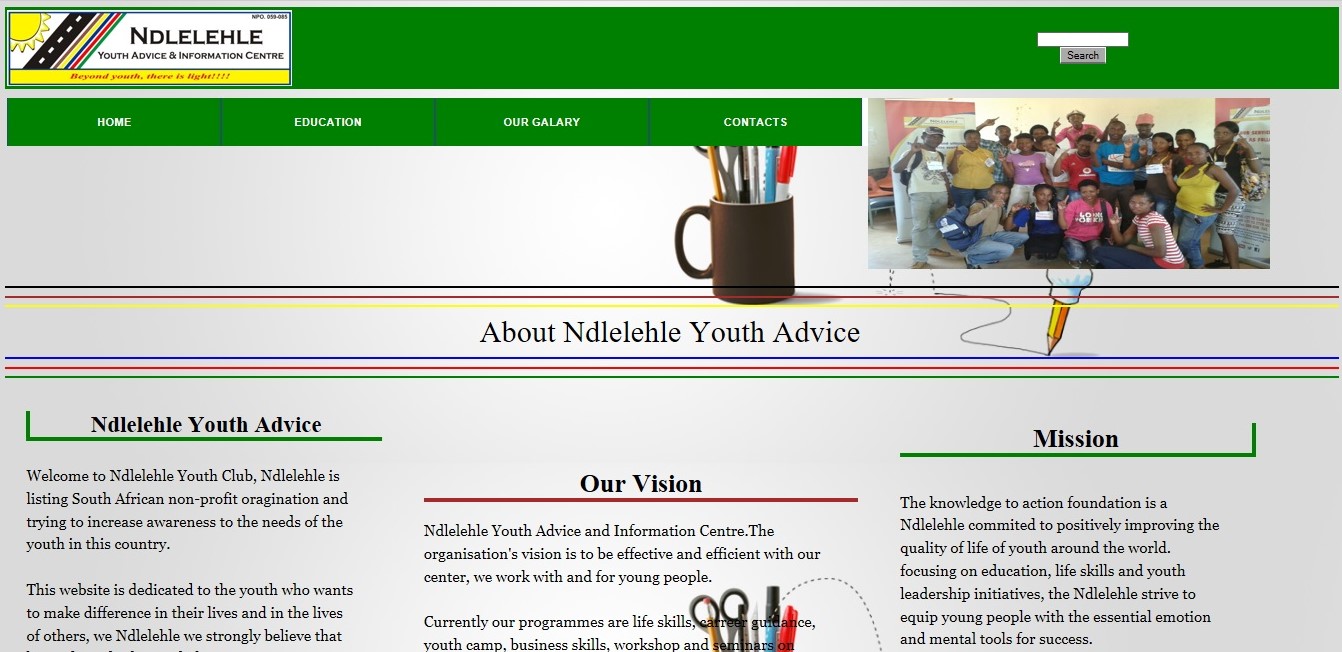 NPO. 059-085
NDLELEHLE
YOUTH ADVICE & INFORMATION CENTRE
Beyond youth, there is light!!!!
Search
HOME
EDUCATION
OUR GALARY
CONTACTS
NDLELEHLE
About Ndlelehle Youth Advice
Ndlelehle Youth Advice
Welcome to Ndlelehle Youth Club, Ndlelehle is
listing South African non-profit oragination and
trying to increase awareness to the needs of the
youth in this country.
This website is dedicated to the youth who wants
to make difference in their lives and in the lives
of others, we Ndlelehle we strongly believe that
Our Vision
Ndlelehle Youth Advice and Information Centre.The
organisation's vision is to be effective and efficient with our
center, we work with and for young people.
Currently our programmes are life skills, carreer guidance,
youth camp, business skills, workshop and seminars on
Mission
The knowledge to action foundation is a
Ndlelehle commited to positively improving the
quality of life of youth around the world.
focusing on education, life skills and youth
leadership initiatives, the Ndlelehle strive to
equip young people with the essential emotion
and mental tools for success.